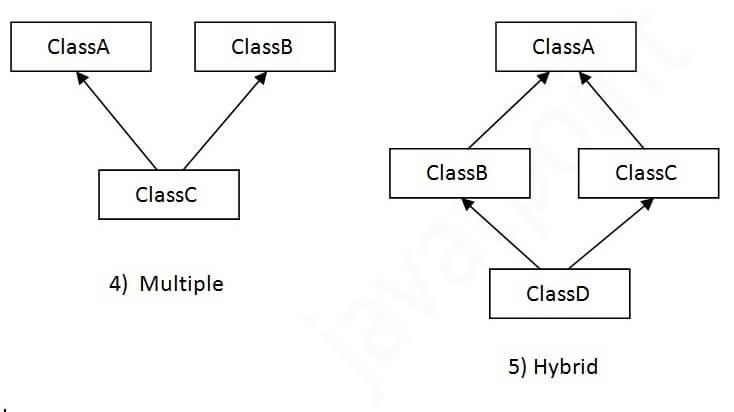 ClassA
ClassB
ClassC
4) Multiple
ClassA
ClassB
ClassC
ClassD
5) Hybrid